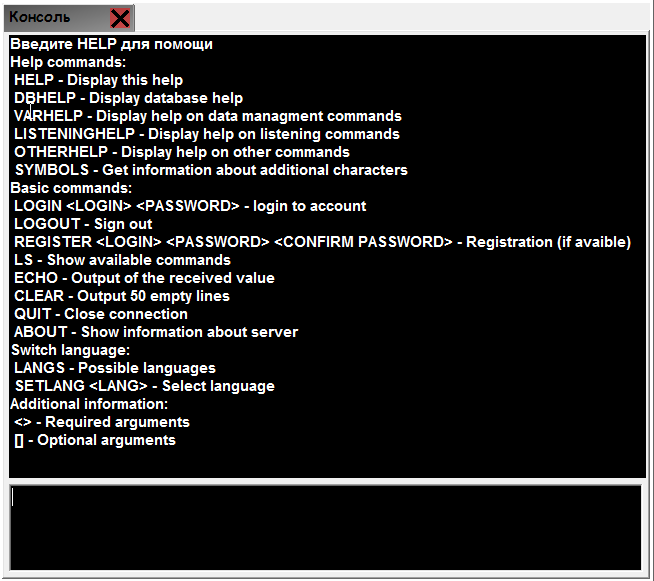 Консоль
Введите HELP для помощи
Help commands:
HELP - Display this help
DBHELP - Display database help
VARHELP - Display help on data managment commands
LISTENINGHELP - Display help on listening commands
OTHERHELP - Display help on other commands
SYMBOLS - Get information about additional characters
Basic commands:
LOGIN <LOGIN> <PASSWORD> - login to account
LOGOUT - Sign out
REGISTER <LOGIN> <PASSWORD> <CONFIRM PASSWORD> - Registration (if avaible)
LS - Show available commands
ECHO - Output of the received value
CLEAR - Output 50 empty lines
QUIT - Close connection
ABOUT - Show information about server
Switch language:
LANGS - Possible languages
SETLANG <LANG> - Select language
Additional information:
<> - Required arguments
[] - Optional arguments